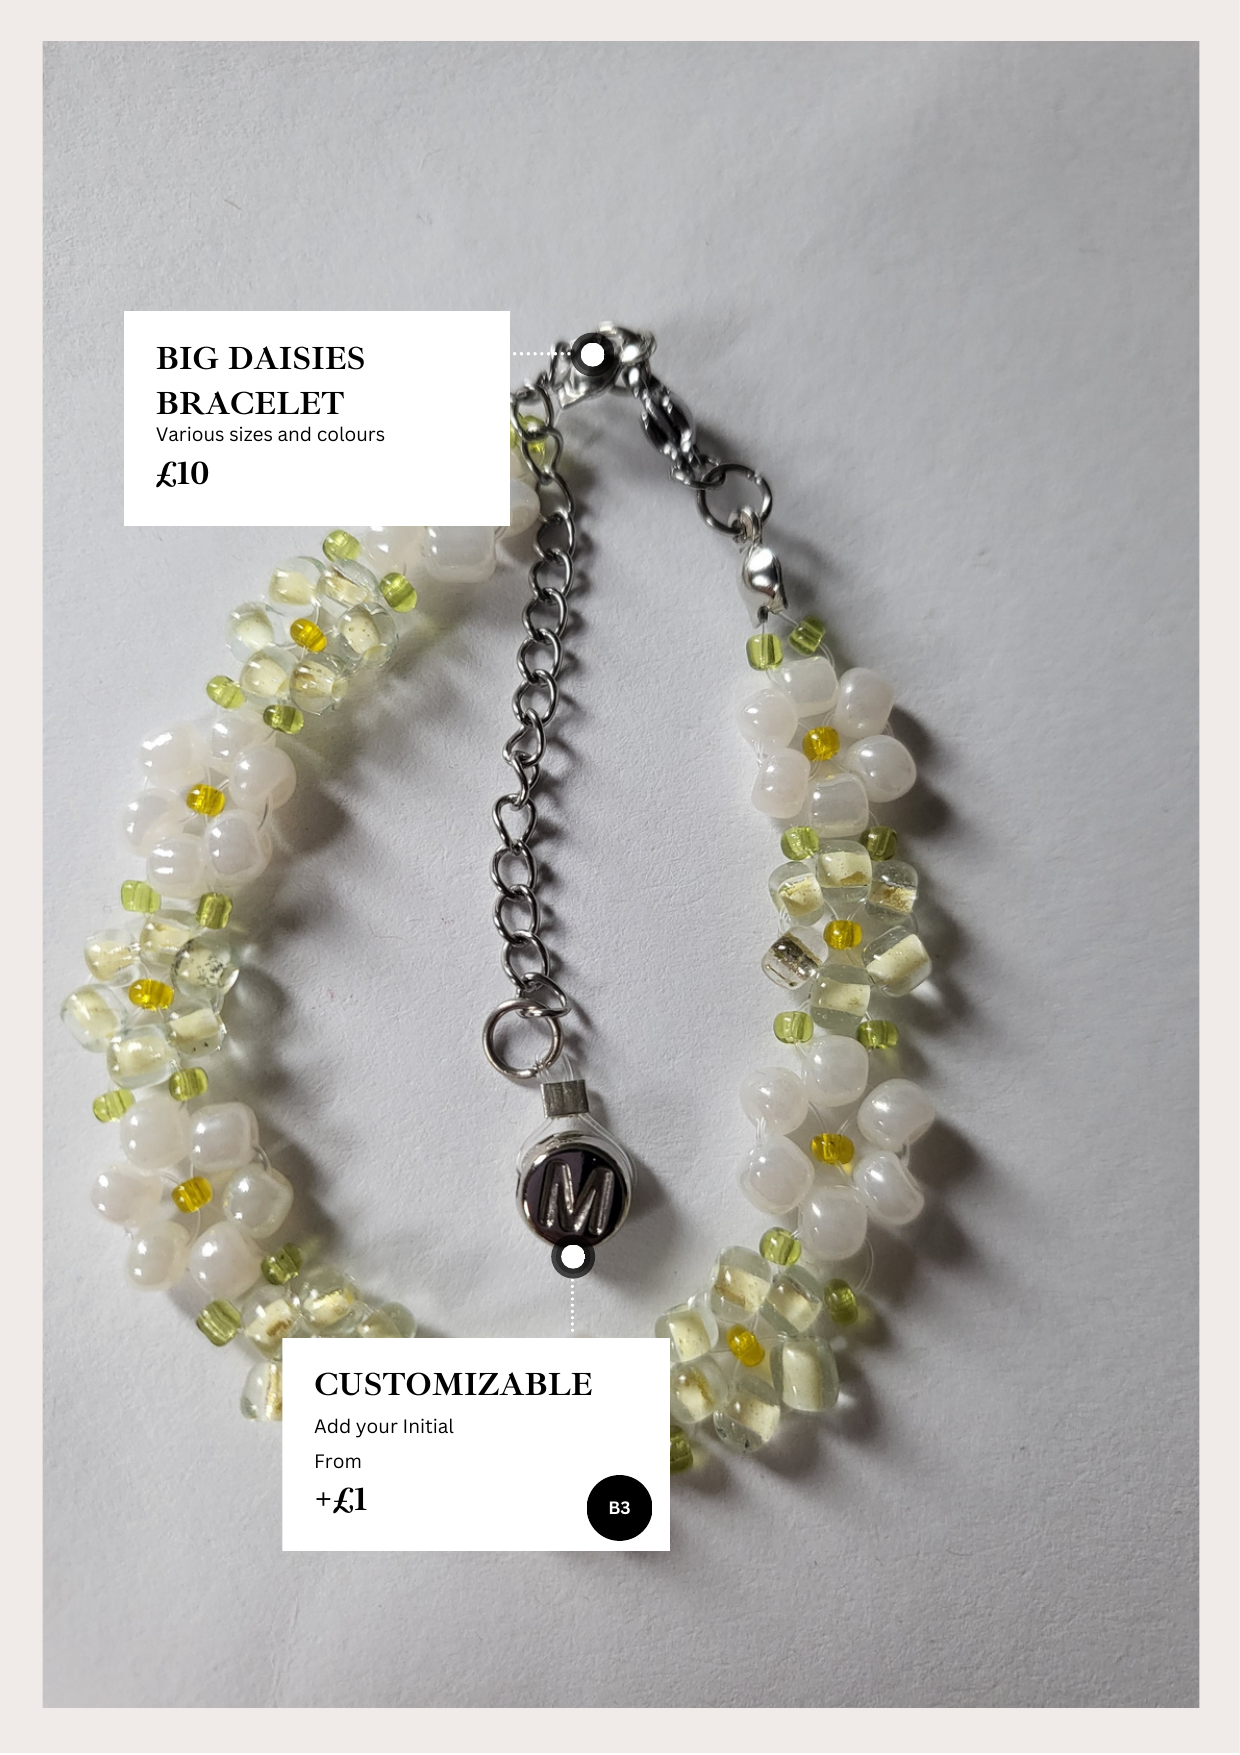 BIG DAISIES
BRACELET
Various sizes and colours
£10
M
CUSTOMIZABLE
Add your Initial
From
+£1
B3